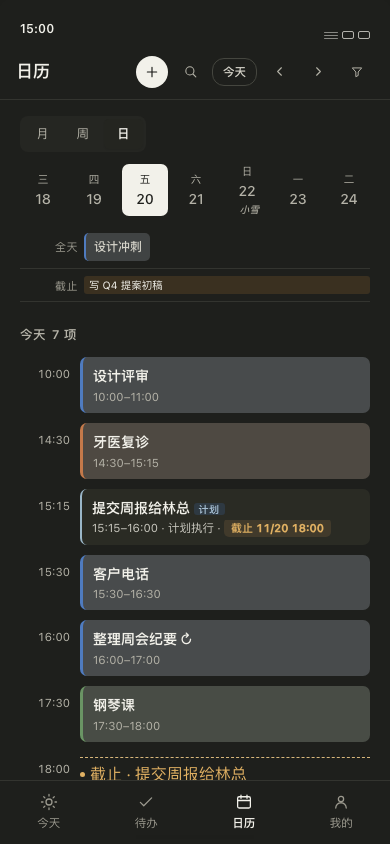 15:00
日历
今天
月 周 日
三 四 五 六 日 一 二
18 19 20 21 22 23 24
小雪
全天 设计冲刺
截止 写 Q4 提案初稿
今天 7 项
10:00 设计评审
10:00–11:00
14:30 牙医复诊
14:30–15:15
15:15 提交周报给林总 计划
15:15–16:00 · 计划执行 · 截止 11/20 18:00
15:30 客户电话
15:30–16:30
16:00 整理周会纪要
16:00–17:00
17:30 钢琴课
17:30–18:00
18:00 截止 · 提交周报给林总
今天 待办 日历 我的